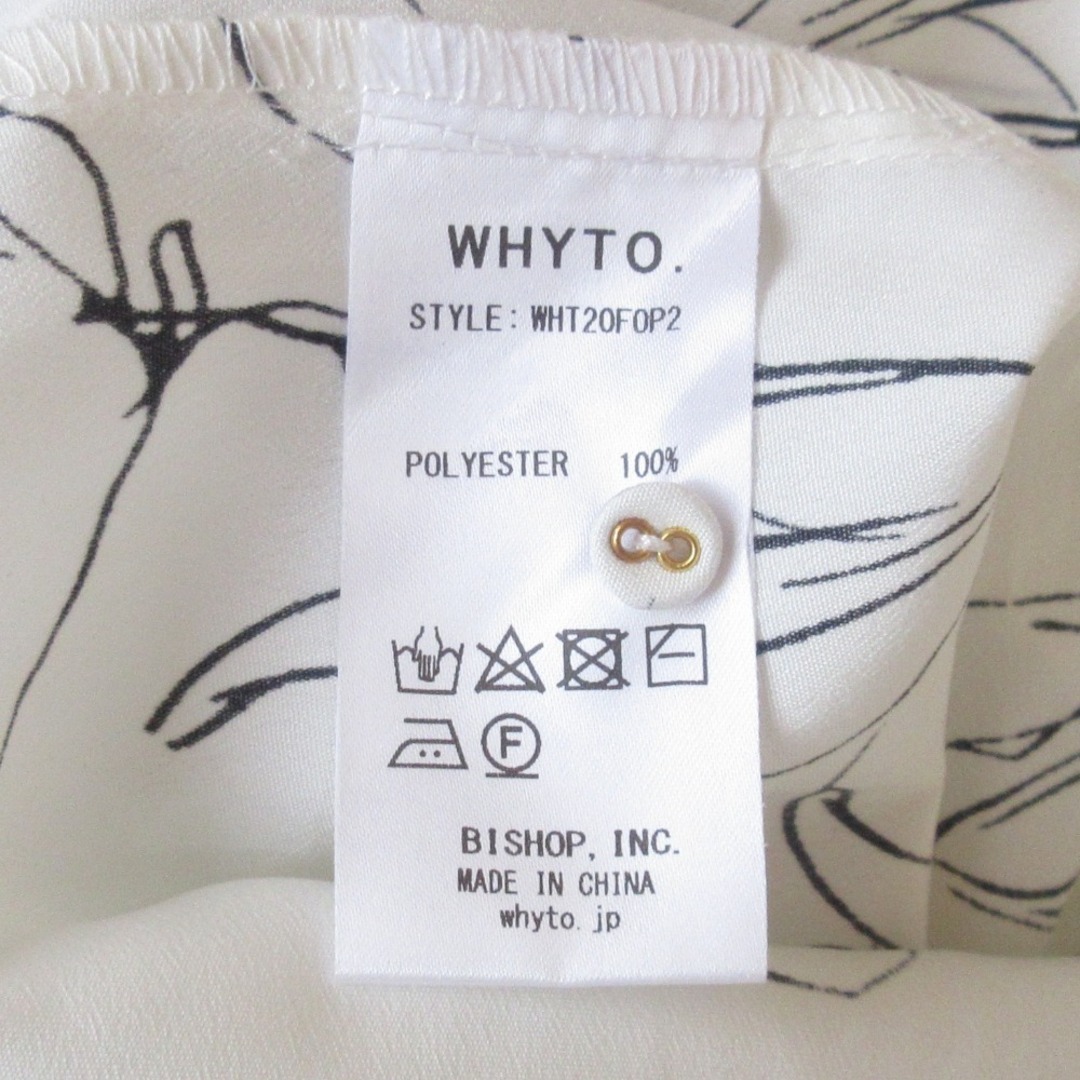 WHYTO.
STYLE: WHT20FOP2
POLYESTER 100%
F
BISHOP, INC.
MADE IN CHINA
whyto.jp